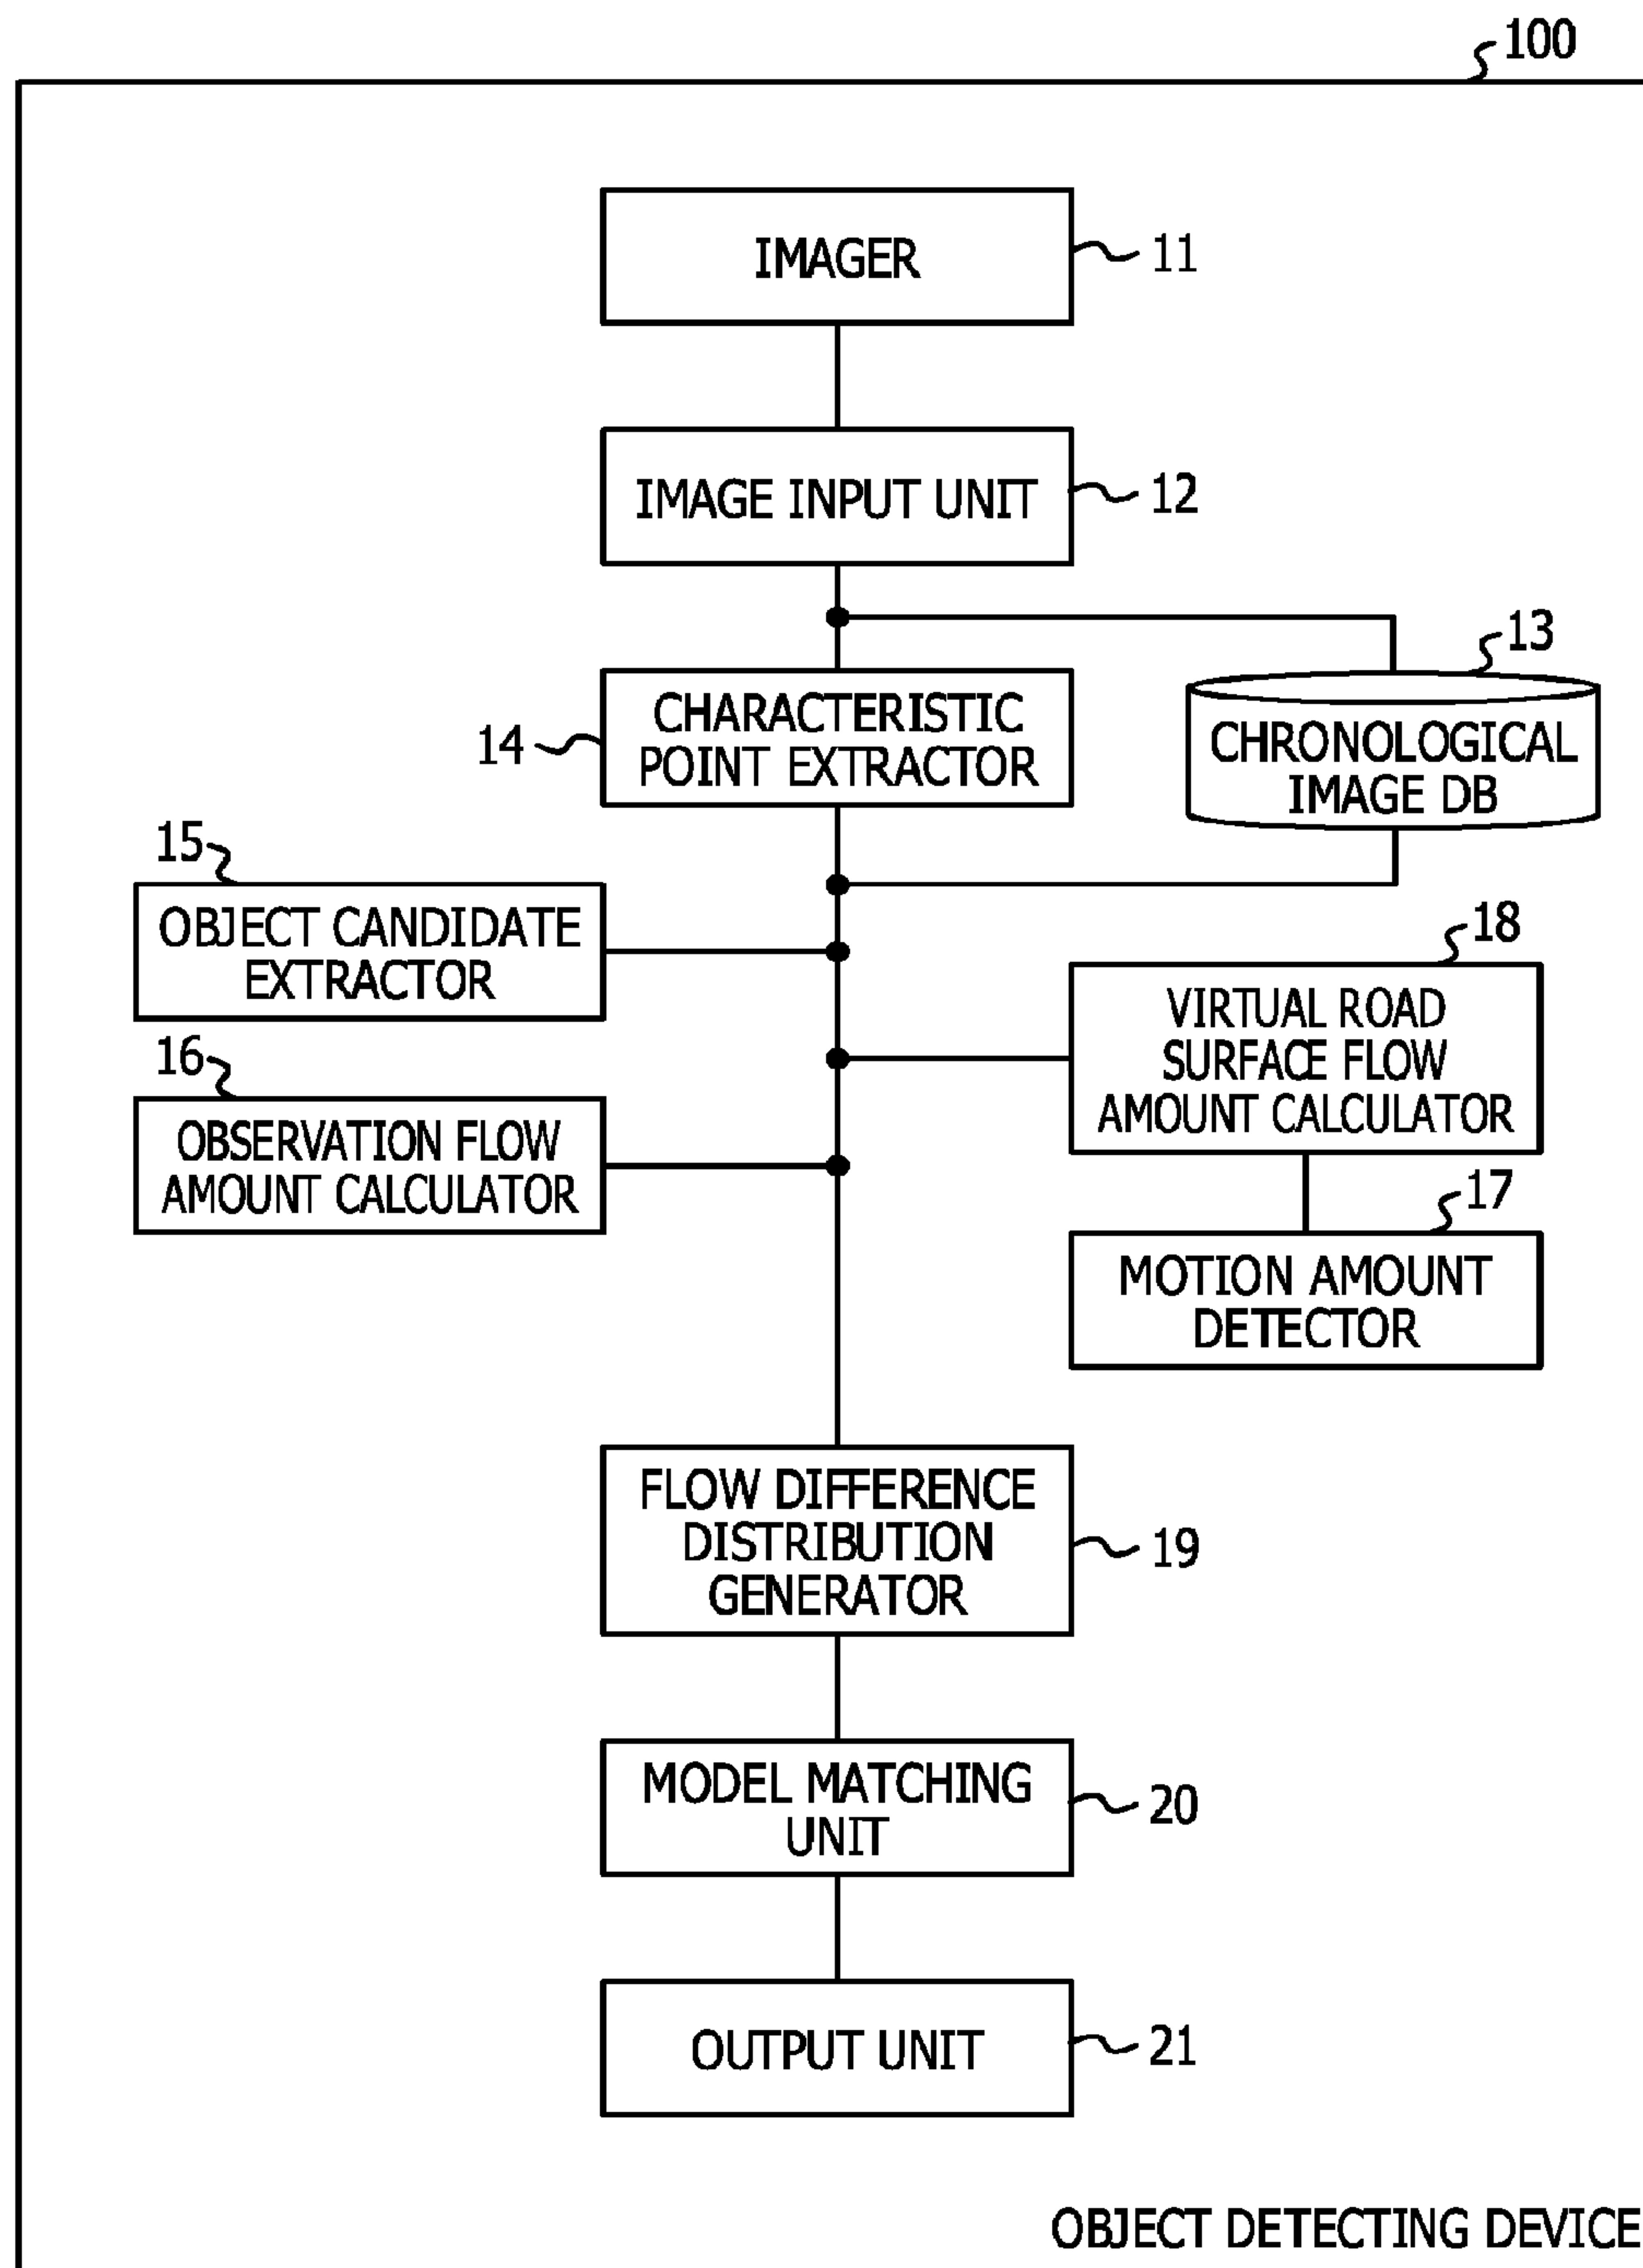 100
IMAGER
11
IMAGE INPUT UNIT
12
13
CHARACTERISTIC
POINT EXTRACTOR
14
CHRONOLOGICAL
IMAGE DB
15
OBJECT CANDIDATE
EXTRACTOR
18
VIRTUAL ROAD
SURFACE FLOW
AMOUNT CALCULATOR
16
OBSERVATION FLOW
AMOUNT CALCULATOR
17
MOTION AMOUNT
DETECTOR
FLOW DIFFERENCE
DISTRIBUTION
GENERATOR
19
MODEL MATCHING
UNIT
20
OUTPUT UNIT
21
OBJECT DETECTING DEVICE